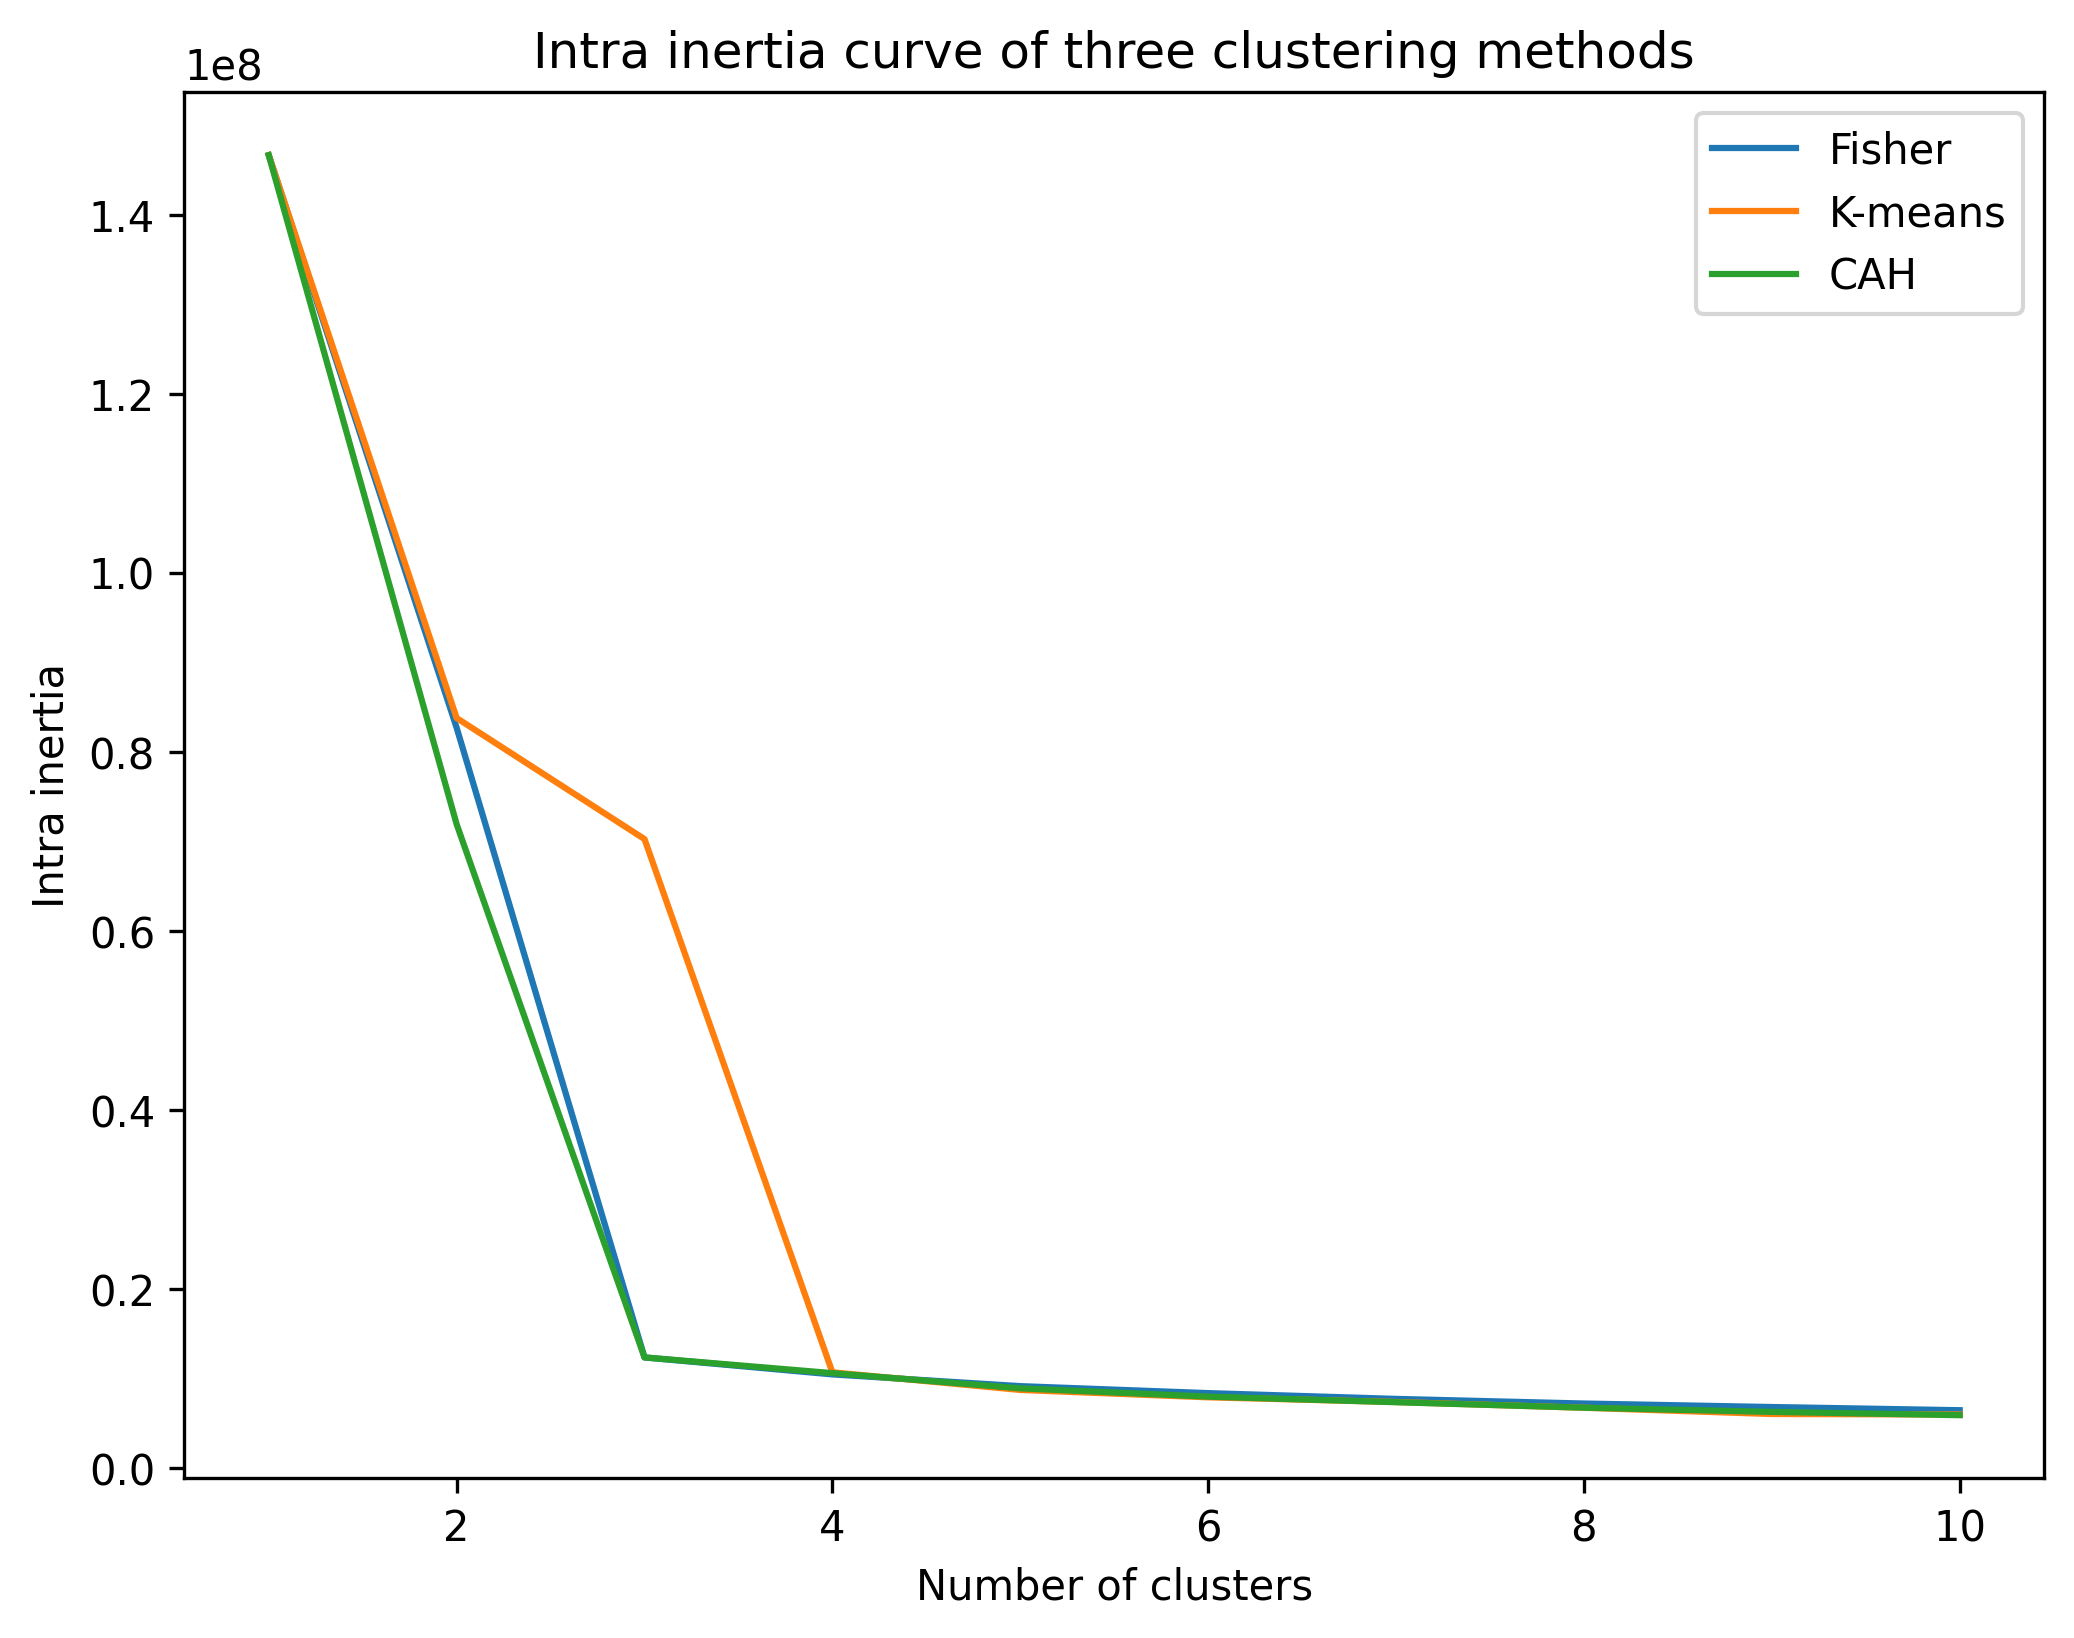 Intra inertia curve of three clustering methods
1e8
Fisher
K-means
CAH
1.4
1.2
1.0
0.8
0.6
0.4
0.2
0.0
Intra inertia
2 4 6 8 10
Number of clusters